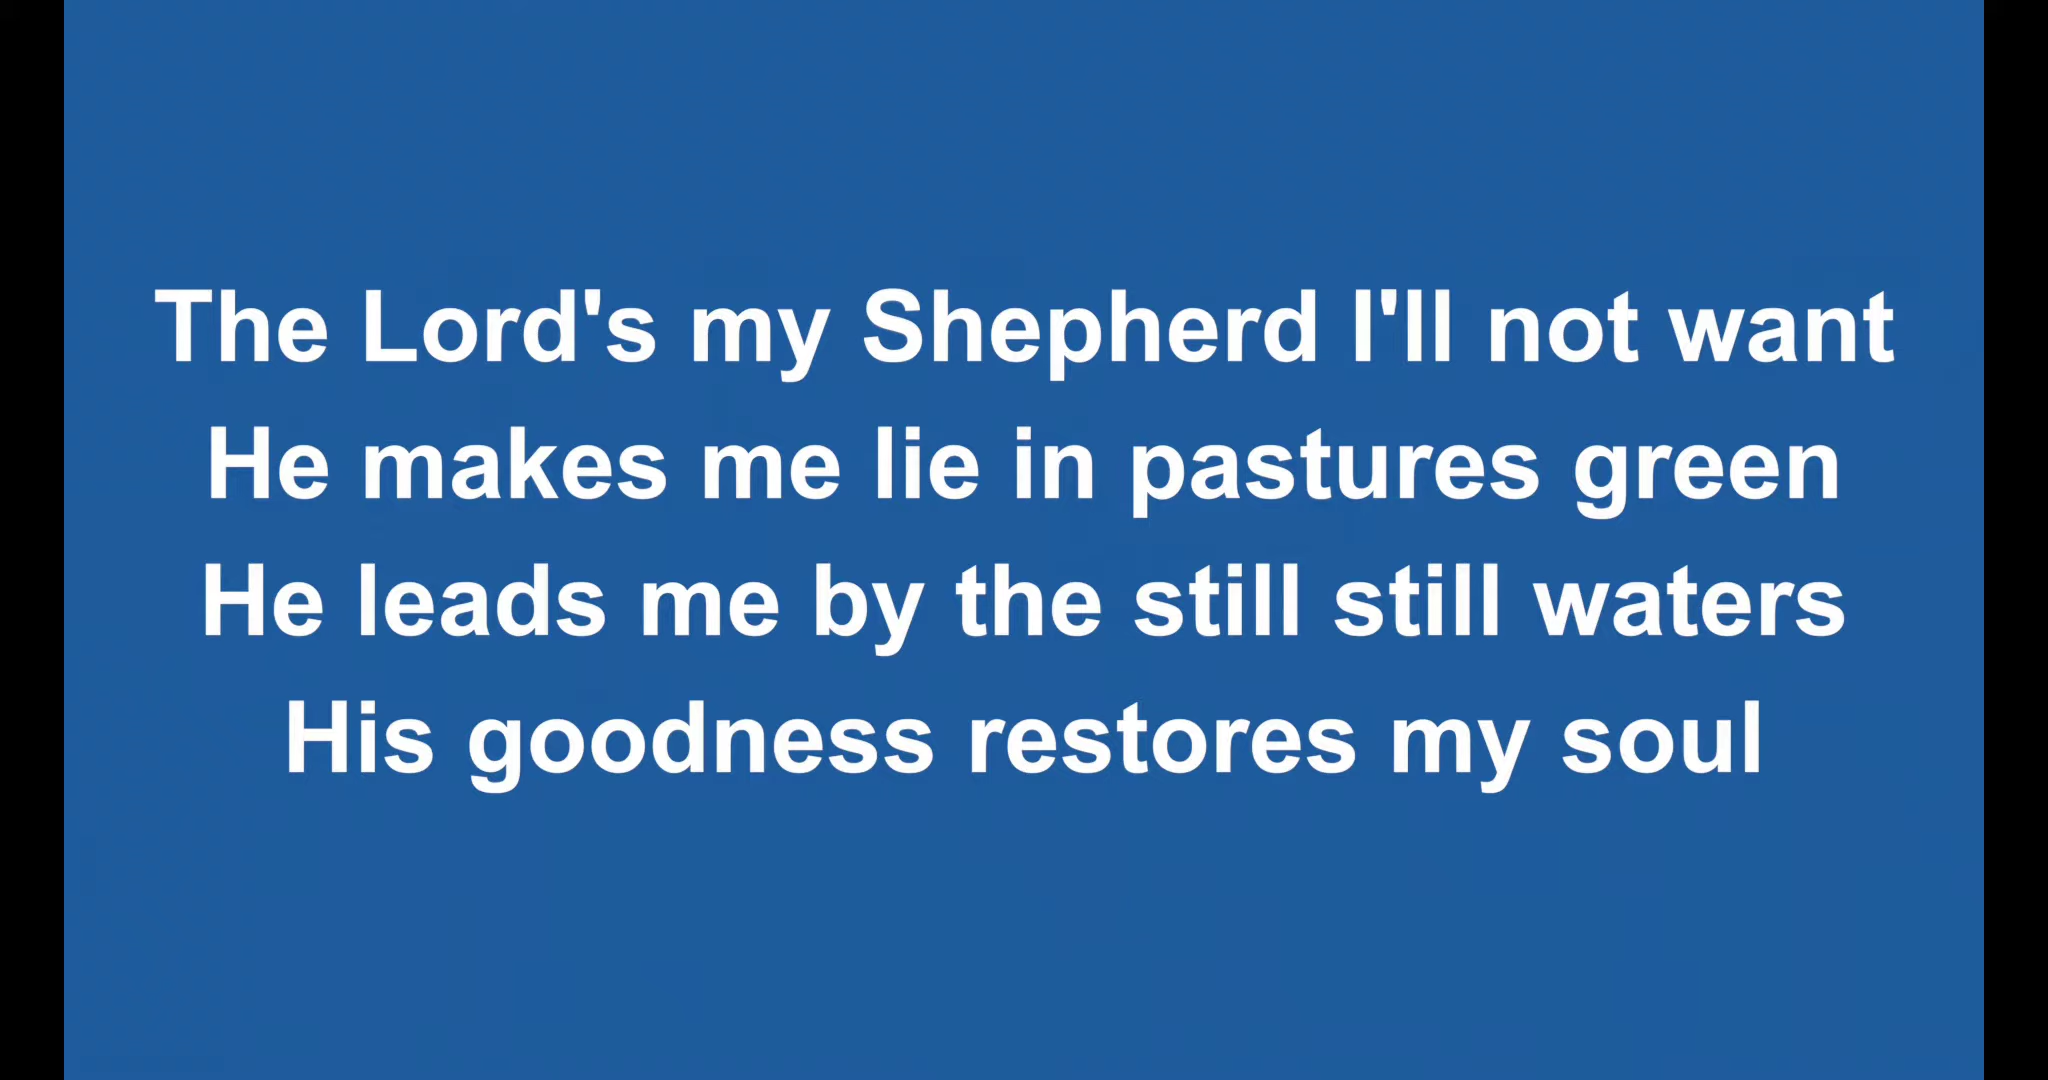 The Lord's my Shepherd I'll not want
He makes me lie in pastures green
He leads me by the still still waters
His goodness restores my soul